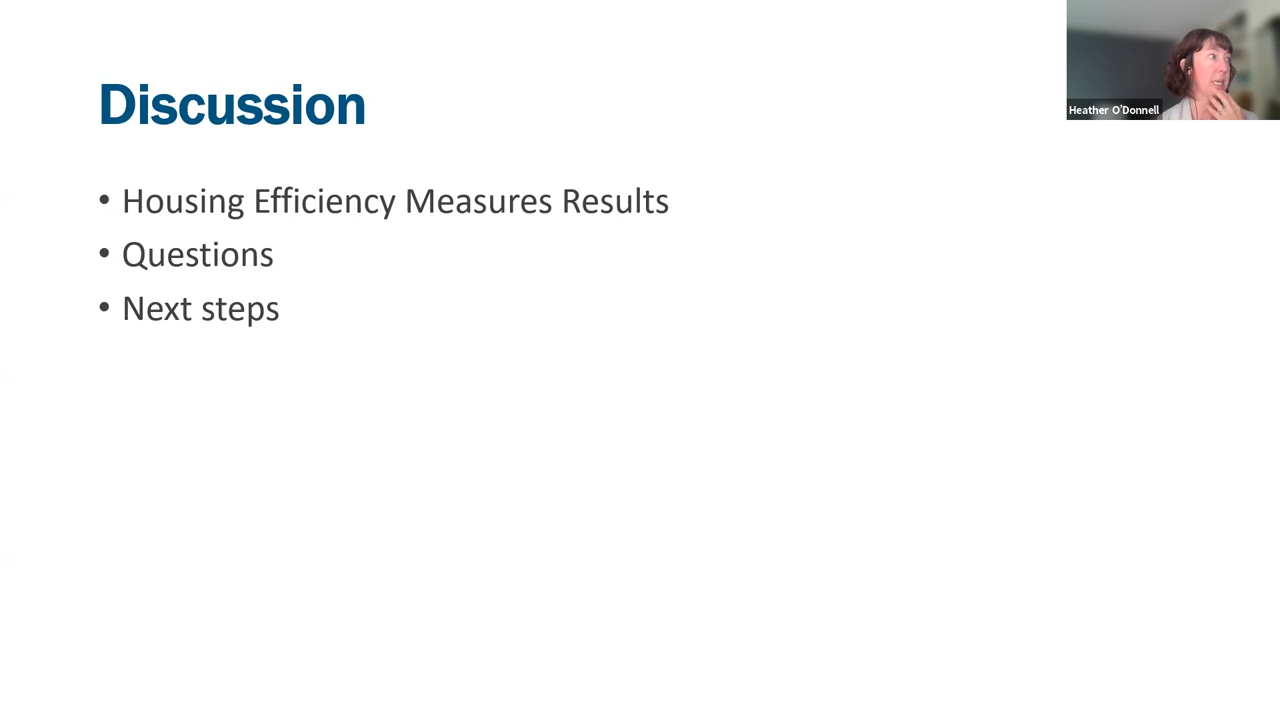 Discussion
• Housing Efficiency Measures Results
• Questions
• Next steps
Heather O'Donnell